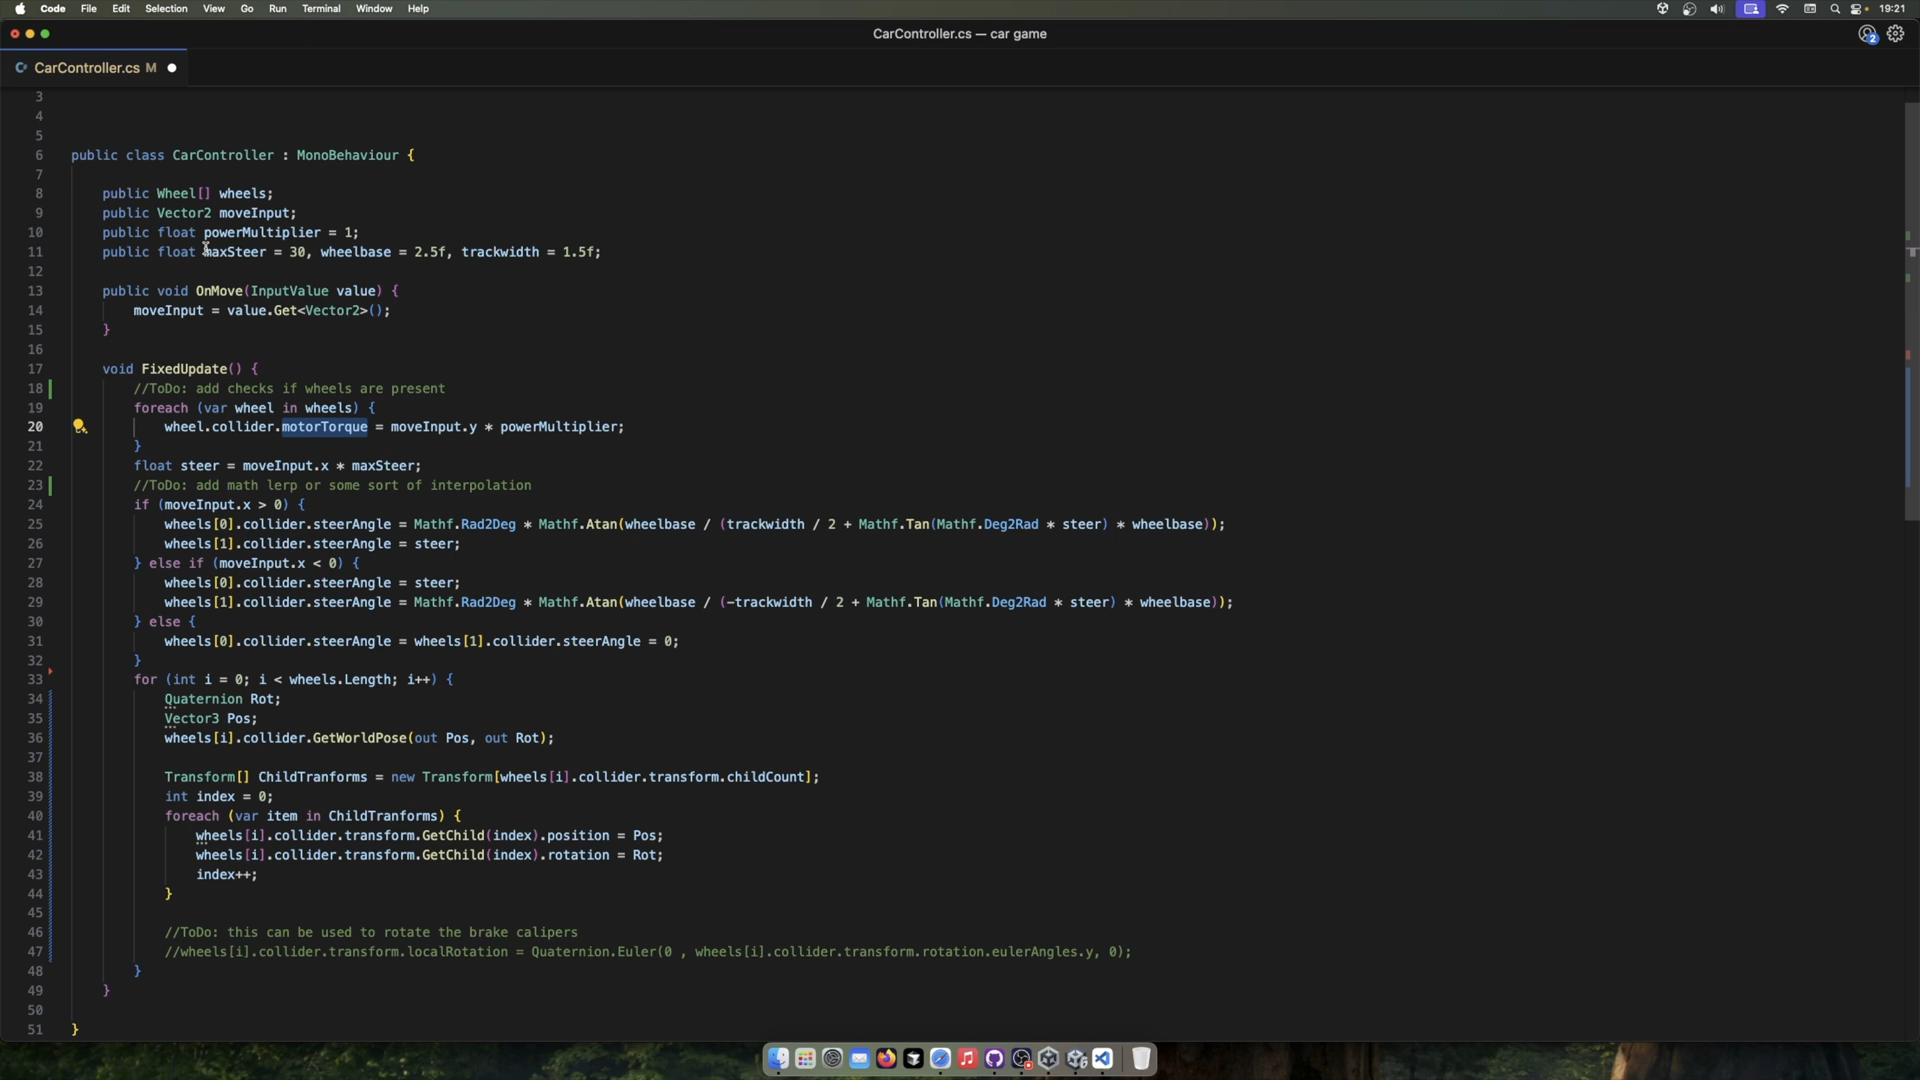 Code File Edit Selection View Go Run Terminal Window Help 19:21
CarController.cs — car game
2
CarController.cs M
3
4
5
6 public class CarController : MonoBehaviour {
7
8 public Wheel[] wheels;
9 public Vector2 moveInput;
10 public float powerMultiplier = 1;
11 public float maxSteer = 30, wheelbase = 2.5f, trackwidth = 1.5f;
12
13 public void OnMove(InputValue value) {
14 moveInput = value.Get<Vector2>();
15 }
16
17 void FixedUpdate() {
18 //ToDo: add checks if wheels are present
19 foreach (var wheel in wheels) {
20 wheel.collider.motorTorque = moveInput.y * powerMultiplier;
21 }
22 float steer = moveInput.x * maxSteer;
23 //ToDo: add math lerp or some sort of interpolation
24 if (moveInput.x > 0) {
25 wheels[0].collider.steerAngle = Mathf.Rad2Deg * Mathf.Atan(wheelbase / (trackwidth / 2 + Mathf.Tan(Mathf.Deg2Rad * steer) * wheelbase));
26 wheels[1].collider.steerAngle = steer;
27 } else if (moveInput.x < 0) {
28 wheels[0].collider.steerAngle = steer;
29 wheels[1].collider.steerAngle = Mathf.Rad2Deg * Mathf.Atan(wheelbase / (-trackwidth / 2 + Mathf.Tan(Mathf.Deg2Rad * steer) * wheelbase));
30 } else {
31 wheels[0].collider.steerAngle = wheels[1].collider.steerAngle = 0;
32 }
33 for (int i = 0; i < wheels.Length; i++) {
34 Quaternion Rot;
35 Vector3 Pos;
36 wheels[i].collider.GetWorldPose(out Pos, out Rot);
37
38 Transform[] ChildTranforms = new Transform[wheels[i].collider.transform.childCount];
39 int index = 0;
40 foreach (var item in ChildTranforms) {
41 wheels[i].collider.transform.GetChild(index).position = Pos;
42 wheels[i].collider.transform.GetChild(index).rotation = Rot;
43 index++;
44 }
45
46 //ToDo: this can be used to rotate the brake calipers
47 //wheels[i].collider.transform.localRotation = Quaternion.Euler(0 , wheels[i].collider.transform.rotation.eulerAngles.y, 0);
48 }
49 }
50
51 }